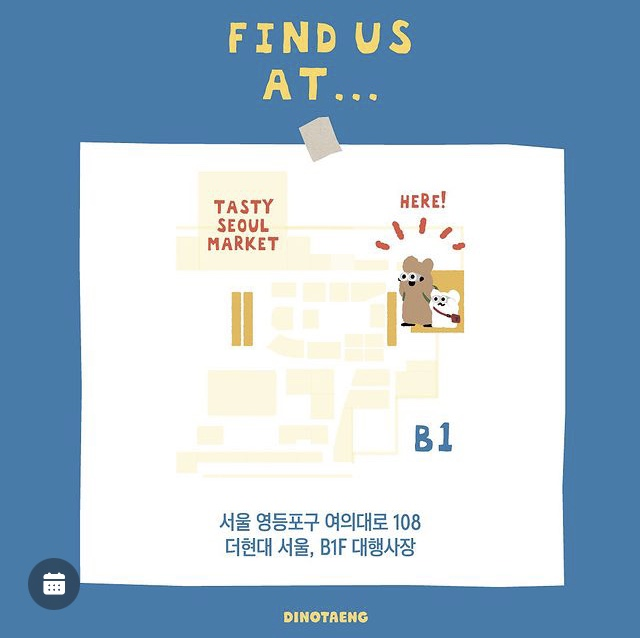 FIND US
AT...
TASTY
SEOUL
MARKET
HERE!
B1
서울 영등포구 여의대로 108
더현대 서울, B1F 대행사장
DINOTAENG